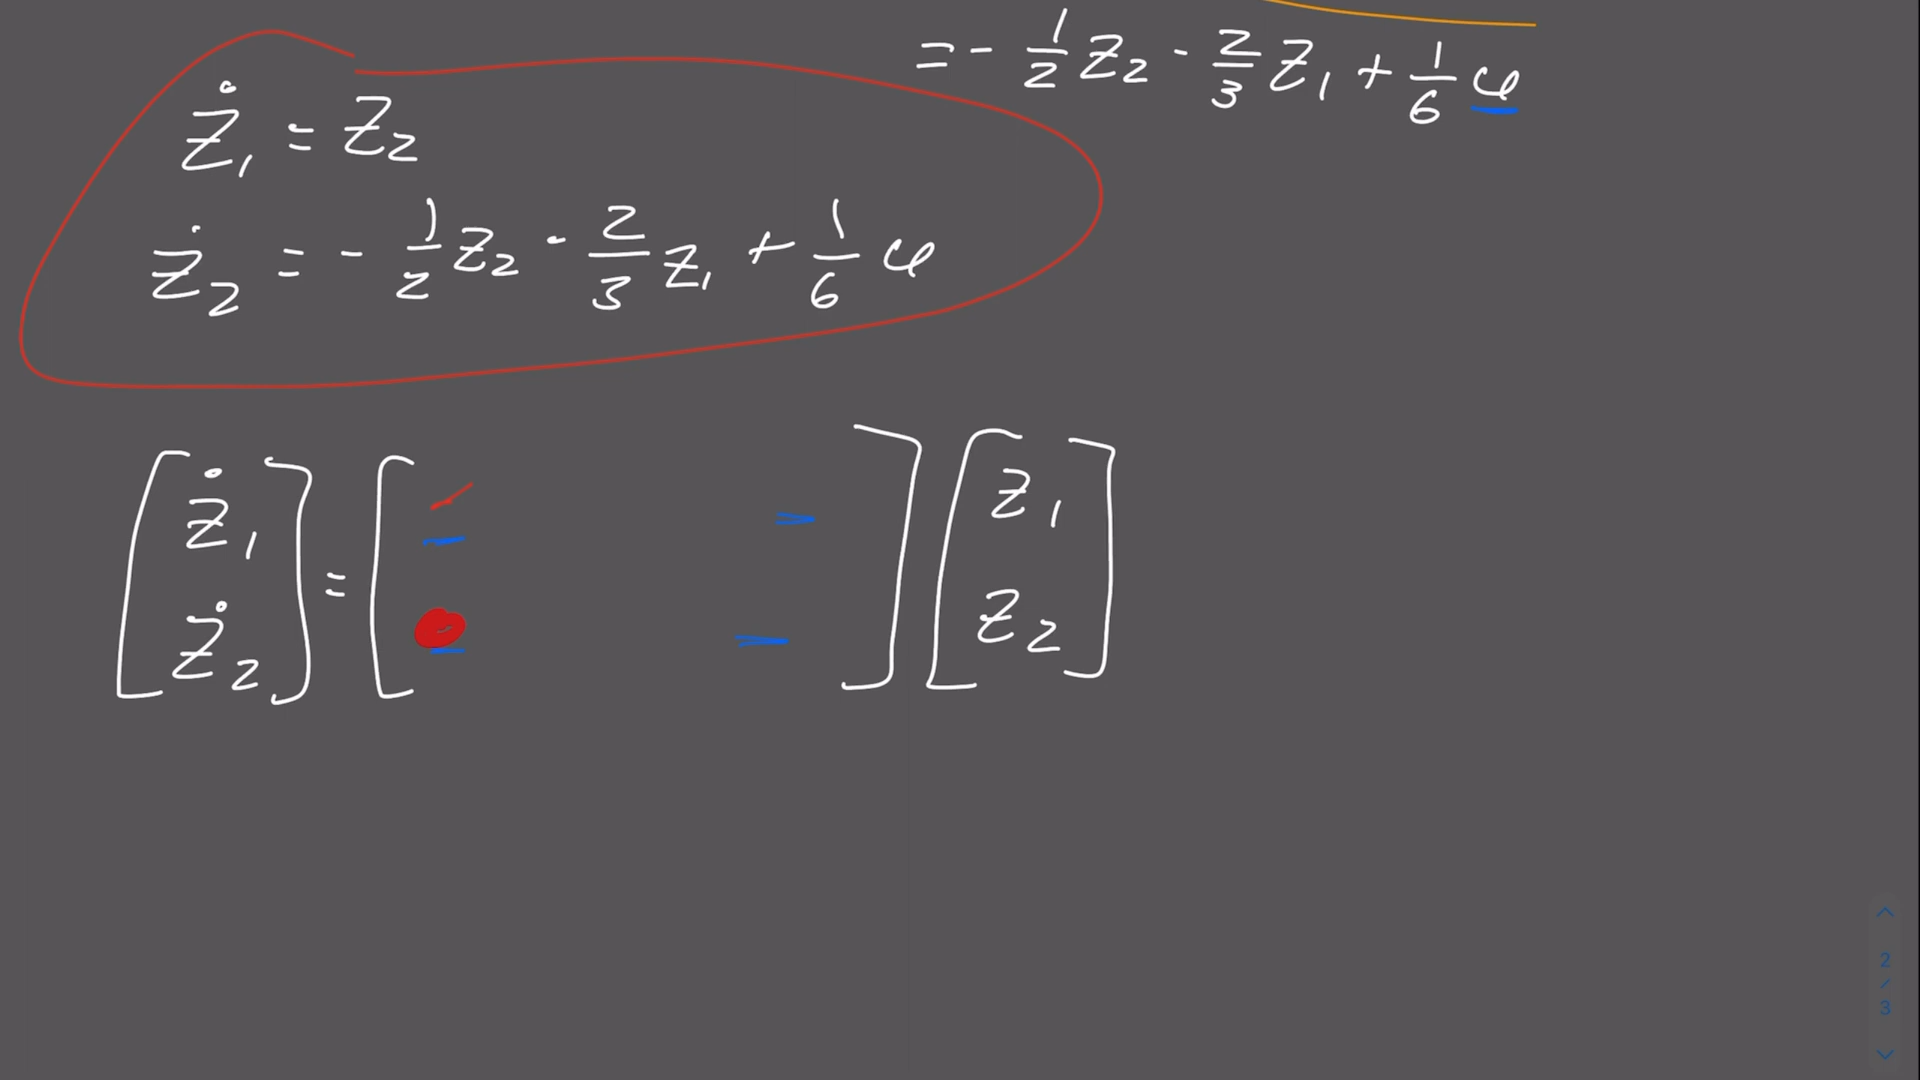 = - 1/2 Z2 - 2/3 Z1 + 1/6 u
Ż1 = Z2
ż2 = - 1/2 Z2 - 2/3 Z1 + 1/6 u
[ż1 ż2] = [ ] [z1 z2]
2 / 3